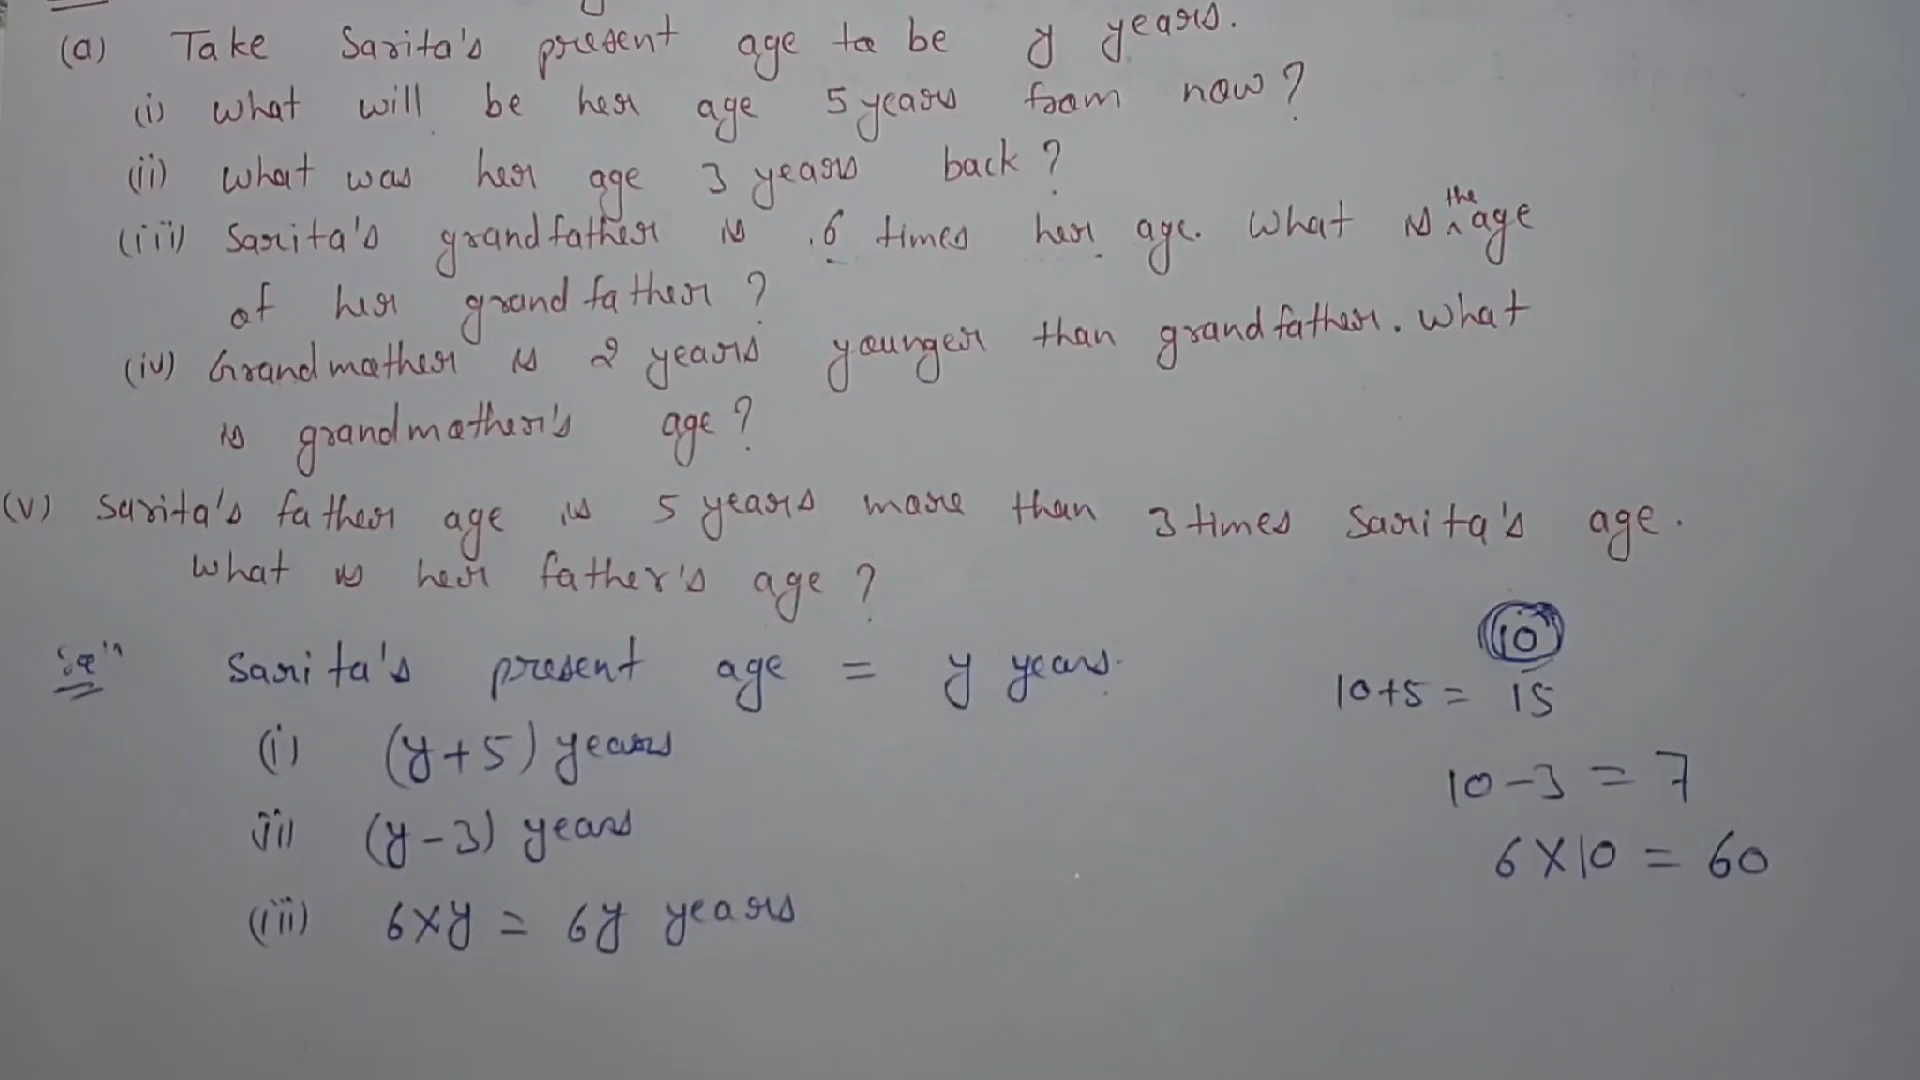 (a) Take Sarita's present age to be y years.
(i) What will be her age 5 years from now?
(ii) What was her age 3 years back?
(iii) Sarita's grandfather is 6 times her age. What is the age
of her grandfather?
(iv) Grandmother is 2 years younger than grandfather. What
is grandmother's age?
(v) Sarita's father age is 5 years more than 3 times Sarita's age.
What is her father's age?
Sol'n Sarita's present age = y years.
(i) (y+5) years
(ii) (y-3) years
(iii) 6×y = 6y years
10
10+5 = 15
10-3 = 7
6×10 = 60